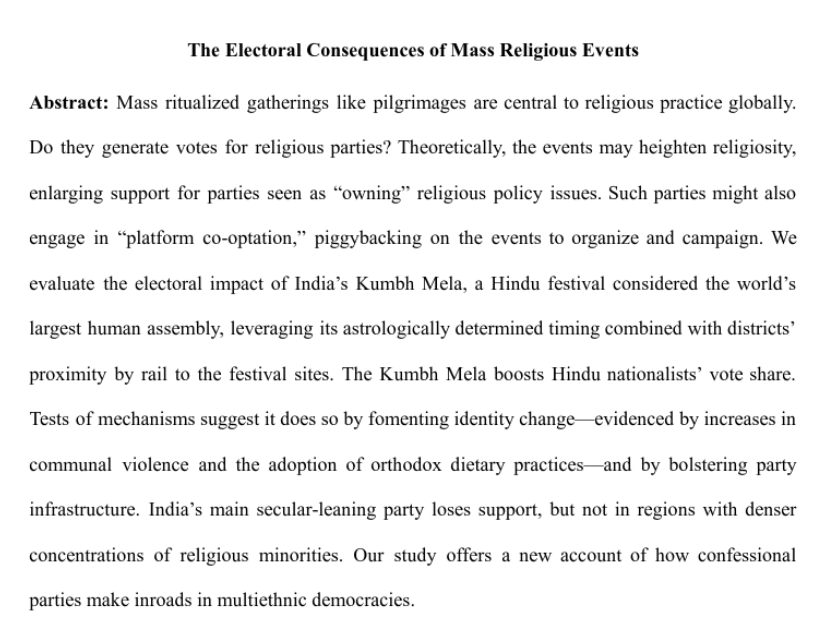 The Electoral Consequences of Mass Religious Events
Abstract: Mass ritualized gatherings like pilgrimages are central to religious practice globally.
Do they generate votes for religious parties? Theoretically, the events may heighten religiosity,
enlarging support for parties seen as “owning” religious policy issues. Such parties might also
engage in “platform co-optation,” piggybacking on the events to organize and campaign. We
evaluate the electoral impact of India’s Kumbh Mela, a Hindu festival considered the world’s
largest human assembly, leveraging its astrologically determined timing combined with districts’
proximity by rail to the festival sites. The Kumbh Mela boosts Hindu nationalists’ vote share.
Tests of mechanisms suggest it does so by fomenting identity change—evidenced by increases in
communal violence and the adoption of orthodox dietary practices—and by bolstering party
infrastructure. India’s main secular-leaning party loses support, but not in regions with denser
concentrations of religious minorities. Our study offers a new account of how confessional
parties make inroads in multiethnic democracies.